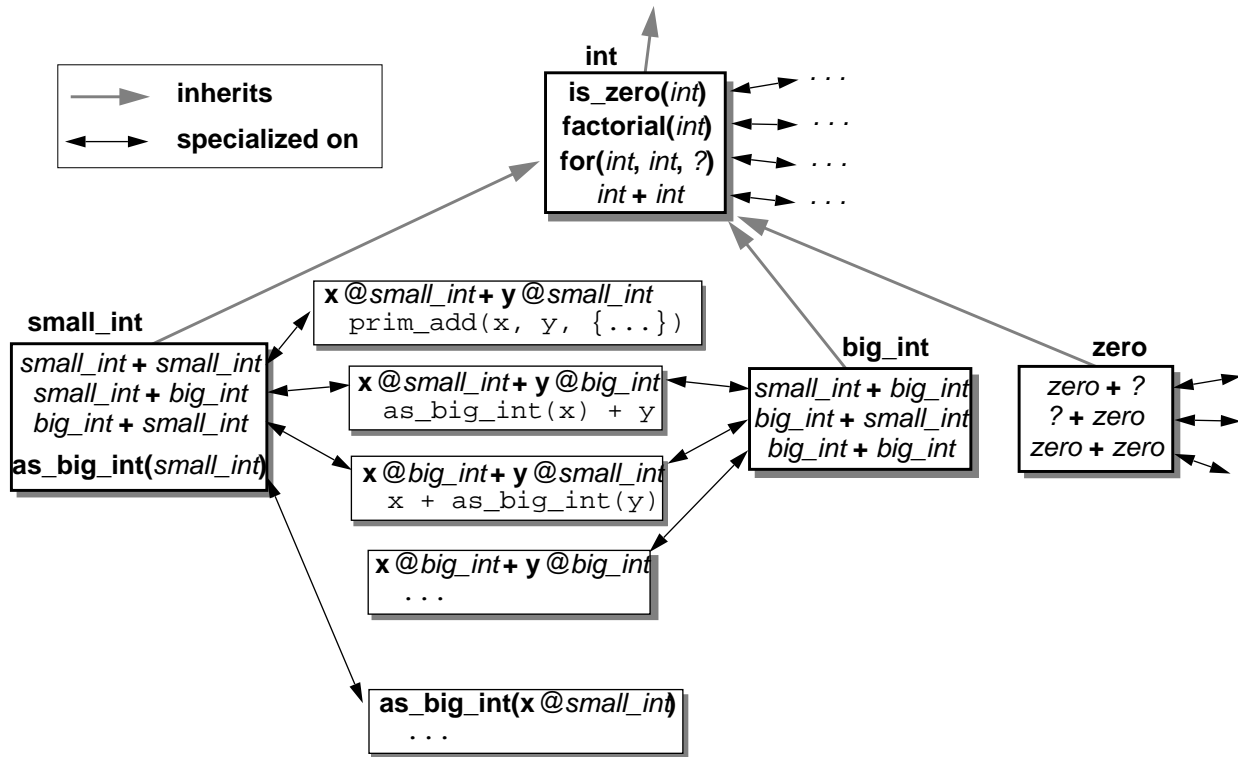 int
inherits
specialized on
is_zero(int)
factorial(int)
for(int, int, ?)
int + int
. . .
. . .
. . .
. . .
small_int
small_int + small_int
small_int + big_int
big_int + small_int
as_big_int(small_int)
x @small_int + y @small_int
prim_add(x, y, {...})
x @small_int + y @big_int
as_big_int(x) + y
x @big_int + y @small_int
x + as_big_int(y)
x @big_int + y @big_int
...
as_big_int(x @small_int)
...
big_int
small_int + big_int
big_int + small_int
big_int + big_int
zero
zero + ?
? + zero
zero + zero